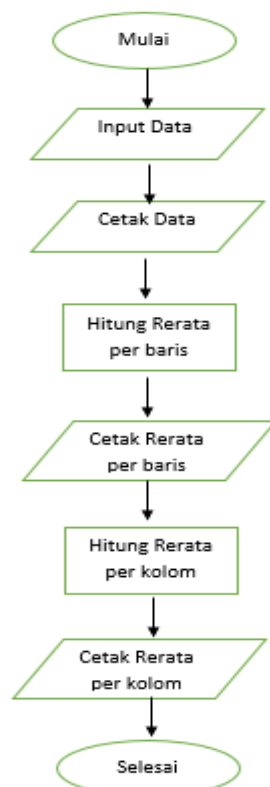 Mulai
Input Data
Cetak Data
Hitung Rerata
per baris
Cetak Rerata
per baris
Hitung Rerata
per kolom
Cetak Rerata
per kolom
Selesai